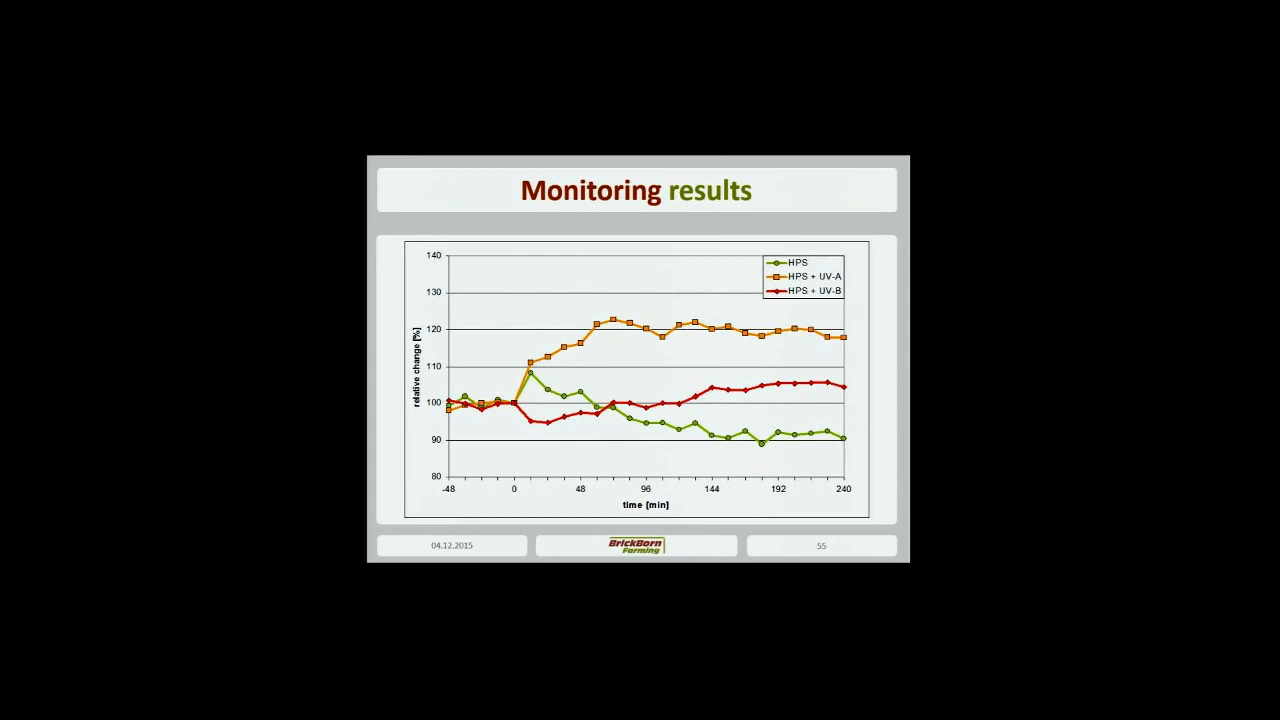 Monitoring results
140
130
120
110
100
90
80
relative change [%]
HPS
HPS + UV-A
HPS + UV-B
-48 0 48 96 144 192 240
time [min]
04.12.2015
BrickBorn
Farming
55